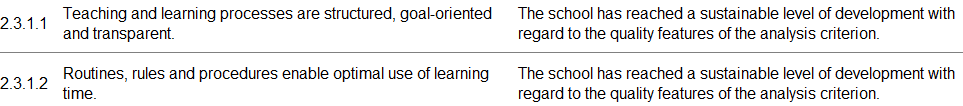 2.3.1.1
Teaching and learning processes are structured, goal-oriented
and transparent.
The school has reached a sustainable level of development with
regard to the quality features of the analysis criterion.
2.3.1.2
Routines, rules and procedures enable optimal use of learning
time.
The school has reached a sustainable level of development with
regard to the quality features of the analysis criterion.